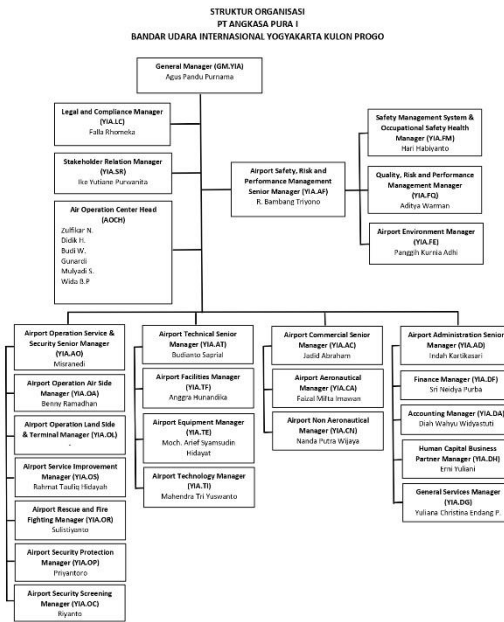 STRUKTUR ORGANISASI
PT ANGKASA PURA I
BANDAR UDARA INTERNASIONAL YOGYAKARTA KULON PROGO
General Manager (GM.YIA)
Agus Pandu Purnama
Legal and Compliance Manager
(YIA.LC)
Falla Rhomeka
Stakeholder Relation Manager
(YIA.SR)
Ike Yutiane Purwanita
Air Operation Center Head
(AOCH)
Zulfikar N.
Didik H.
Budi W.
Gunardi
Mulyadi S.
Wida B.P
Airport Safety, Risk and
Performance Management
Senior Manager (YIA.AF)
R. Bambang Triyono
Safety Management System &
Occupational Safety Health
Manager (YIA.FM)
Hari Habiyanto
Quality, Risk and Performance
Management Manager
(YIA.FQ)
Aditya Warman
Airport Environment Manager
(YIA.FE)
Panggih Kurnia Adhi
Airport Operation Service &
Security Senior Manager
(YIA.AO)
Misranedi
Airport Operation Air Side
Manager (YIA.OA)
Benny Ramadhan
Airport Operation Land Side
& Terminal Manager (YIA.OL)
-
Airport Service Improvement
Manager (YIA.OS)
Rahmat Taufiq Hidayah
Airport Rescue and Fire
Fighting Manager (YIA.OR)
Sulistiyanto
Airport Security Protection
Manager (YIA.OP)
Priyantoro
Airport Security Screening
Manager (YIA.OC)
Riyanto
Airport Technical Senior
Manager (YIA.AT)
Budianto Saprial
Airport Facilities Manager
(YIA.TF)
Anggra Hunandika
Airport Equipment Manager
(YIA.TE)
Moch. Arief Syamsudin
Hidayat
Airport Technology Manager
(YIA.TI)
Mahendra Tri Yuswanto
Airport Commercial Senior
Manager (YIA.AC)
Jadid Abraham
Airport Aeronautical
Manager (YIA.CA)
Faizal Milta Imawan
Airport Non Aeronautical
Manager (YIA.CN)
Nanda Putra Wijaya
Airport Administration Senior
Manager (YIA.AD)
Indah Kartikasari
Finance Manager (YIA.DF)
Sri Neidya Purba
Accounting Manager (YIA.DA)
Diah Wahyu Widyastuti
Human Capital Business
Partner Manager (YIA.DH)
Erni Yuliani
General Services Manager
(YIA.DG)
Yuliana Christina Endang P.